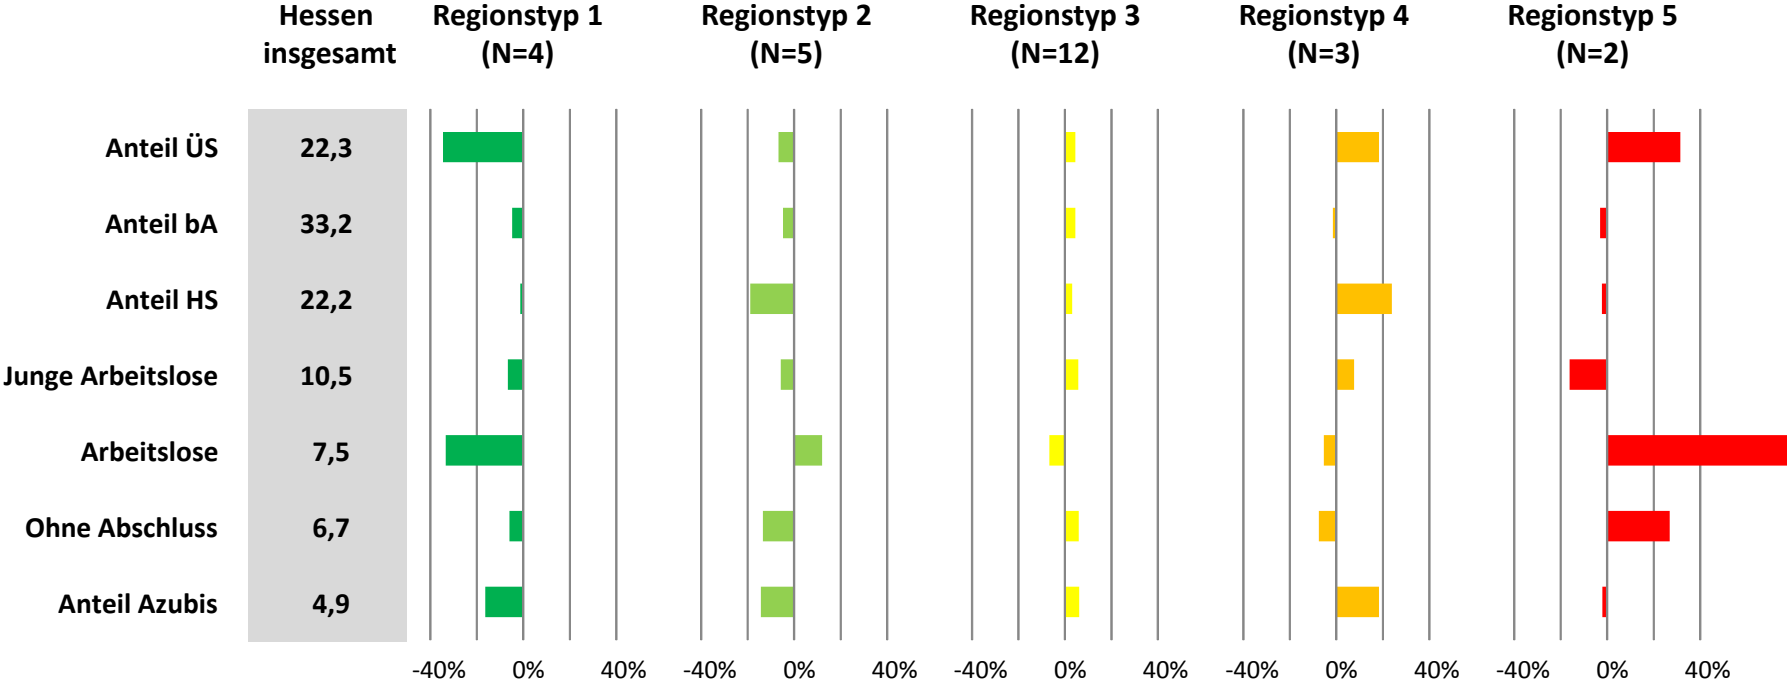 Hessen insgesamt
Regionstyp 1 (N=4)
Regionstyp 2 (N=5)
Regionstyp 3 (N=12)
Regionstyp 4 (N=3)
Regionstyp 5 (N=2)
Anteil ÜS 22,3
Anteil bA 33,2
Anteil HS 22,2
Junge Arbeitslose 10,5
Arbeitslose 7,5
Ohne Abschluss 6,7
Anteil Azubis 4,9
-40% 0% 40% -40% 0% 40% -40% 0% 40% -40% 0% 40% -40% 0% 40%